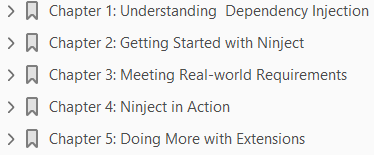 Chapter 1: Understanding  Dependency Injection
Chapter 2: Getting Started with Ninject
Chapter 3: Meeting Real-world Requirements
Chapter 4: Ninject in Action
Chapter 5: Doing More with Extensions